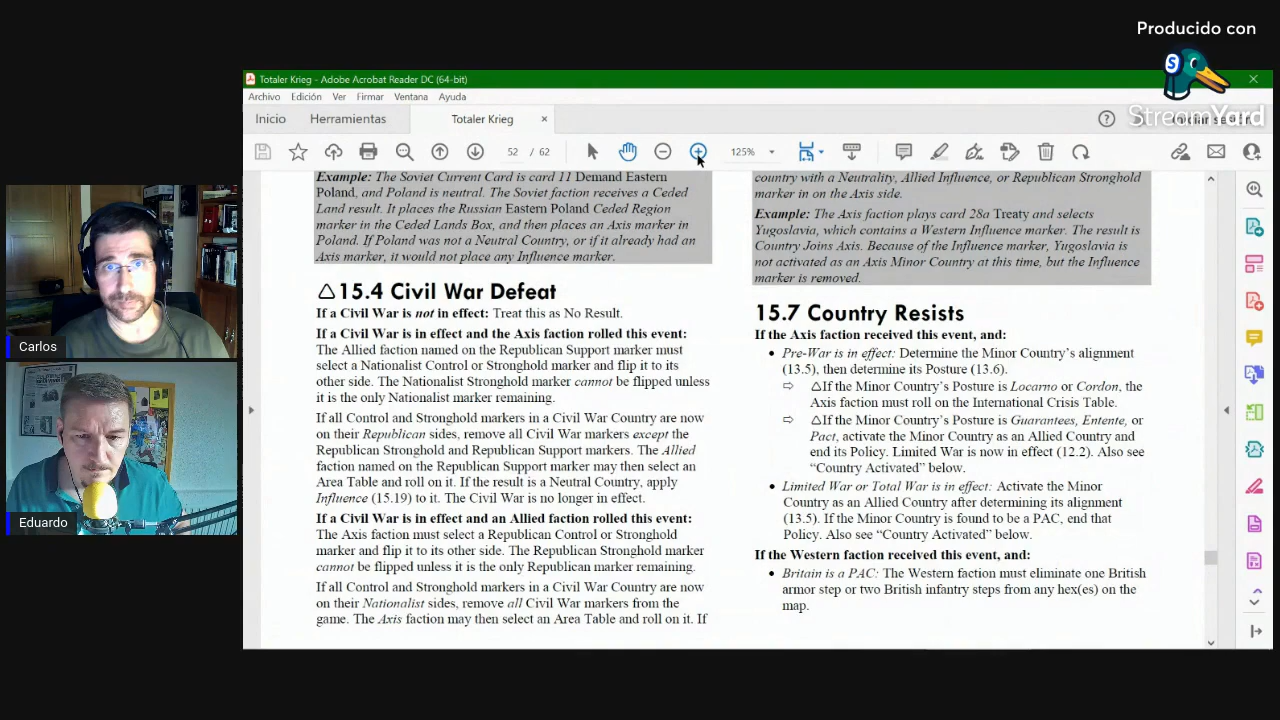 Producido con
StreamYard
Totaler Krieg - Adobe Acrobat Reader DC (64-bit)
Archivo Edición Ver Firmar Ventana Ayuda
Inicio Herramientas Totaler Krieg
52 / 62 125%
Example: The Soviet Current Card is card 11 Demand Eastern
Poland, and Poland is neutral. The Soviet faction receives a Ceded
Land result. It places the Russian Eastern Poland Ceded Region
marker in the Ceded Lands Box, and then places an Axis marker in
Poland. If Poland was not a Neutral Country, or if it already had an
Axis marker, it would not place any Influence marker.
△15.4 Civil War Defeat
If a Civil War is not in effect: Treat this as No Result.
If a Civil War is in effect and the Axis faction rolled this event:
The Allied faction named on the Republican Support marker must
select a Nationalist Control or Stronghold marker and flip it to its
other side. The Nationalist Stronghold marker cannot be flipped unless
it is the only Nationalist marker remaining.
If all Control and Stronghold markers in a Civil War Country are now
on their Republican sides, remove all Civil War markers except the
Republican Stronghold and Republican Support markers. The Allied
faction named on the Republican Support marker may then select an
Area Table and roll on it. If the result is a Neutral Country, apply
Influence (15.19) to it. The Civil War is no longer in effect.
If a Civil War is in effect and an Allied faction rolled this event:
The Axis faction must select a Republican Control or Stronghold
marker and flip it to its other side. The Republican Stronghold marker
cannot be flipped unless it is the only Republican marker remaining.
If all Control and Stronghold markers in a Civil War Country are now
on their Nationalist sides, remove all Civil War markers from the
game. The Axis faction may then select an Area Table and roll on it. If
country with a Neutrality, Allied Influence, or Republican Stronghold
marker in on the Axis side.
Example: The Axis faction plays card 28a Treaty and selects
Yugoslavia, which contains a Western Influence marker. The result is
Country Joins Axis. Because of the Influence marker, Yugoslavia is
not activated as an Axis Minor Country at this time, but the Influence
marker is removed.
15.7 Country Resists
If the Axis faction received this event, and:
• Pre-War is in effect: Determine the Minor Country's alignment
(13.5), then determine its Posture (13.6).
⇨ △If the Minor Country's Posture is Locarno or Cordon, the
Axis faction must roll on the International Crisis Table.
⇨ △If the Minor Country's Posture is Guarantees, Entente, or
Pact, activate the Minor Country as an Allied Country and
end its Policy. Limited War is now in effect (12.2). Also see
“Country Activated” below.
• Limited War or Total War is in effect: Activate the Minor
Country as an Allied Country after determining its alignment
(13.5). If the Minor Country is found to be a PAC, end that
Policy. Also see “Country Activated” below.
If the Western faction received this event, and:
• Britain is a PAC: The Western faction must eliminate one British
armor step or two British infantry steps from any hex(es) on the
map.
Carlos
Eduardo